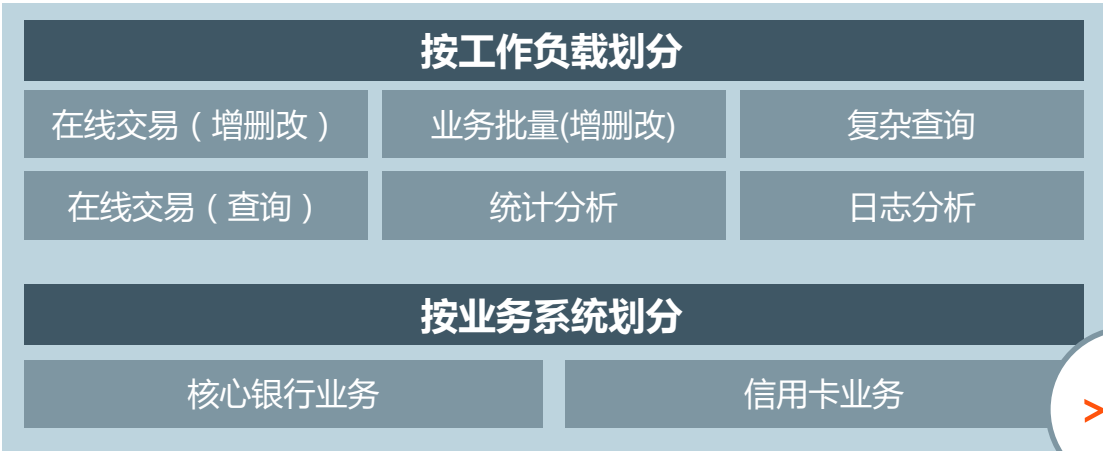 按工作负载划分
在线交易（增删改） 业务批量(增删改) 复杂查询
在线交易（查询） 统计分析 日志分析
按业务系统划分
核心银行业务 信用卡业务
>